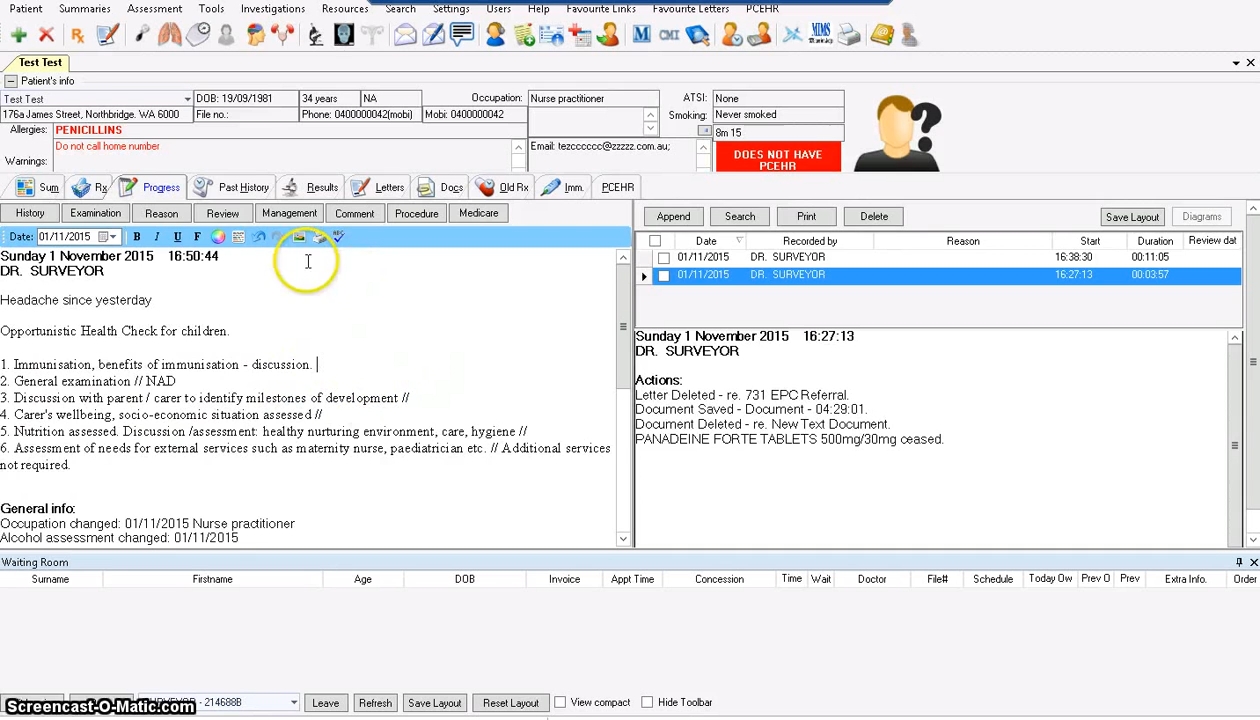 Patient Summaries Assessment Tools Investigations Resources Search Settings Users Help Favourite Links Favourite Letters PCEHR
Rx M CMI MIMS
Test Test
Patient's info
Test Test DOB: 19/09/1981 34 years NA Occupation: Nurse practitioner ATSI: None
176a James Street, Northbridge. WA 6000 File no.: Phone: 0400000042(mobi) Mobi: 0400000042 Smoking: Never smoked
Allergies: PENICILLINS 8m 15
Warnings: Do not call home number Email: tezcccccc@zzzzz.com.au; DOES NOT HAVE
PCEHR
Sum Rx Progress Past History Results Letters Docs Old Rx Imm. PCEHR
History Examination Reason Review Management Comment Procedure Medicare
Date: 01/11/2015 B I U F ABC
Sunday 1 November 2015 16:50:44
DR. SURVEYOR
Headache since yesterday
Opportunistic Health Check for children.
1. Immunisation, benefits of immunisation - discussion.
2. General examination // NAD
3. Discussion with parent / carer to identify milestones of development //
4. Carer's wellbeing, socio-economic situation assessed //
5. Nutrition assessed. Discussion /assessment: healthy nurturing environment, care, hygiene //
6. Assessment of needs for external services such as maternity nurse, paediatrician etc. // Additional services
not required.
General info:
Occupation changed: 01/11/2015 Nurse practitioner
Alcohol assessment changed: 01/11/2015
Append Search Print Delete Save Layout Diagrams
Date Recorded by Reason Start Duration Review dat
01/11/2015 DR. SURVEYOR 16:38:30 00:11:05
01/11/2015 DR. SURVEYOR 16:27:13 00:03:57
Sunday 1 November 2015 16:27:13
DR. SURVEYOR
Actions:
Letter Deleted - re. 731 EPC Referral.
Document Saved - Document - 04:29:01.
Document Deleted - re. New Text Document.
PANADEINE FORTE TABLETS 500mg/30mg ceased.
Waiting Room
Surname Firstname Age DOB Invoice Appt Time Concession Time Wait Doctor File# Schedule Today Ow Prev O Prev Extra Info. Order
SURVEYOR - 214688B Leave Refresh Save Layout Reset Layout View compact Hide Toolbar
Screencast-O-Matic.com